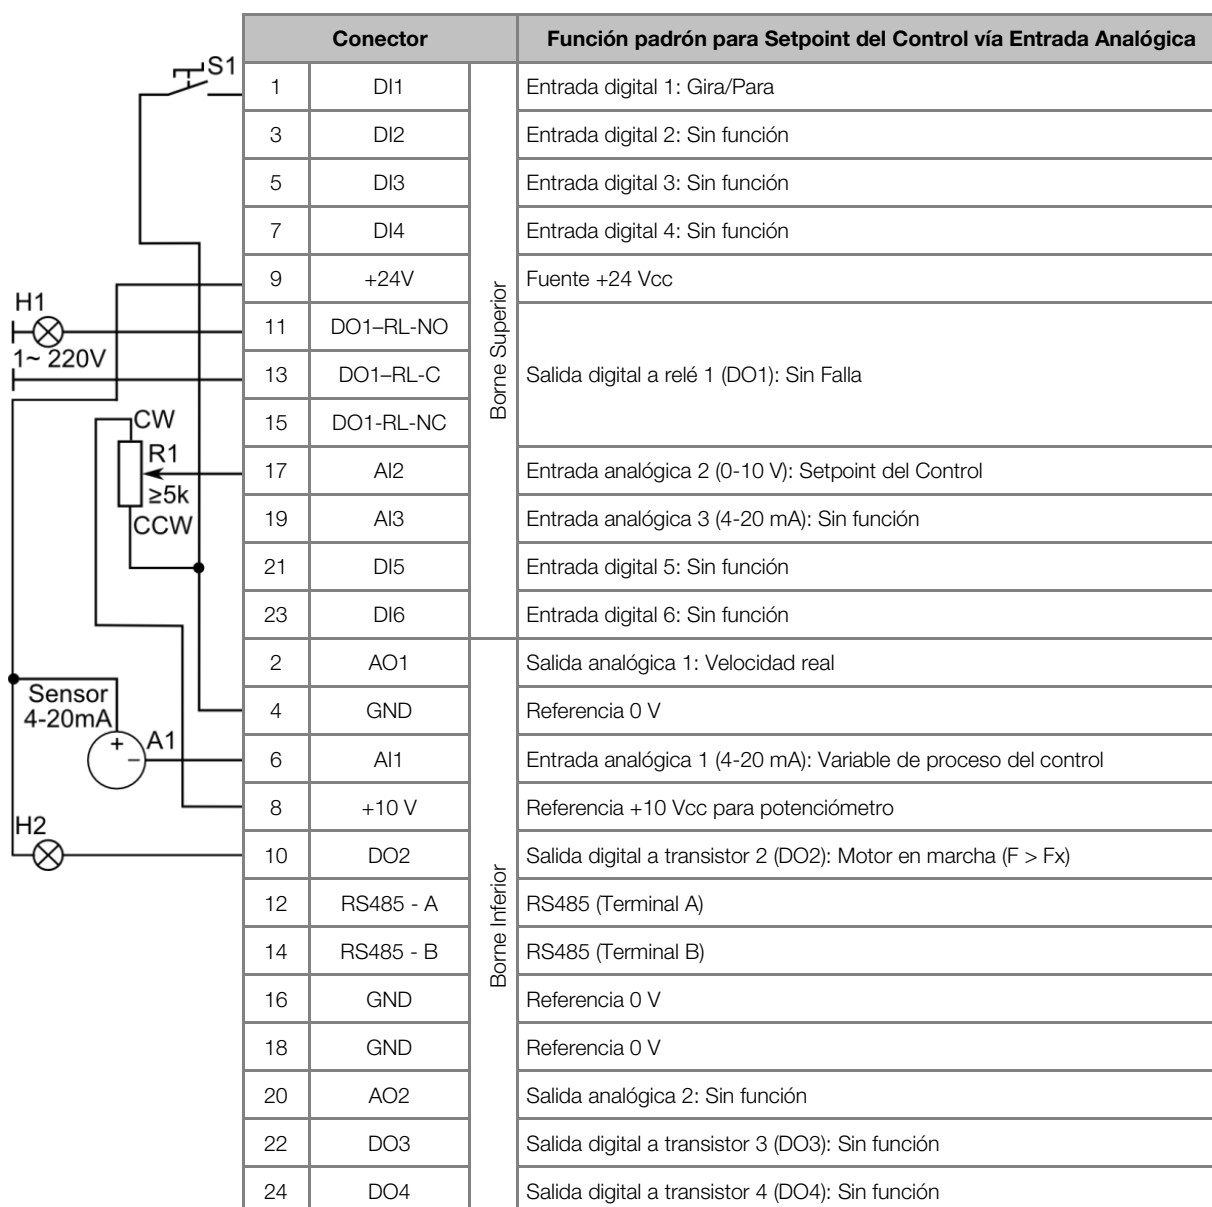 Conector Función padrón para Setpoint del Control vía Entrada Analógica
S1
1 DI1 Entrada digital 1: Gira/Para
3 DI2 Entrada digital 2: Sin función
5 DI3 Entrada digital 3: Sin función
7 DI4 Entrada digital 4: Sin función
9 +24V Fuente +24 Vcc
Borne Superior
H1
11 DO1–RL-NO
1~ 220V
13 DO1–RL-C Salida digital a relé 1 (DO1): Sin Falla
15 DO1-RL-NC
CW
R1
≥5k
CCW
17 AI2 Entrada analógica 2 (0-10 V): Setpoint del Control
19 AI3 Entrada analógica 3 (4-20 mA): Sin función
21 DI5 Entrada digital 5: Sin función
23 DI6 Entrada digital 6: Sin función
2 AO1 Salida analógica 1: Velocidad real
Sensor
4-20mA
4 GND Referencia 0 V
+
–
A1
6 AI1 Entrada analógica 1 (4-20 mA): Variable de proceso del control
8 +10 V Referencia +10 Vcc para potenciómetro
H2
10 DO2 Salida digital a transistor 2 (DO2): Motor en marcha (F > Fx)
Borne Inferior
12 RS485 - A RS485 (Terminal A)
14 RS485 - B RS485 (Terminal B)
16 GND Referencia 0 V
18 GND Referencia 0 V
20 AO2 Salida analógica 2: Sin función
22 DO3 Salida digital a transistor 3 (DO3): Sin función
24 DO4 Salida digital a transistor 4 (DO4): Sin función